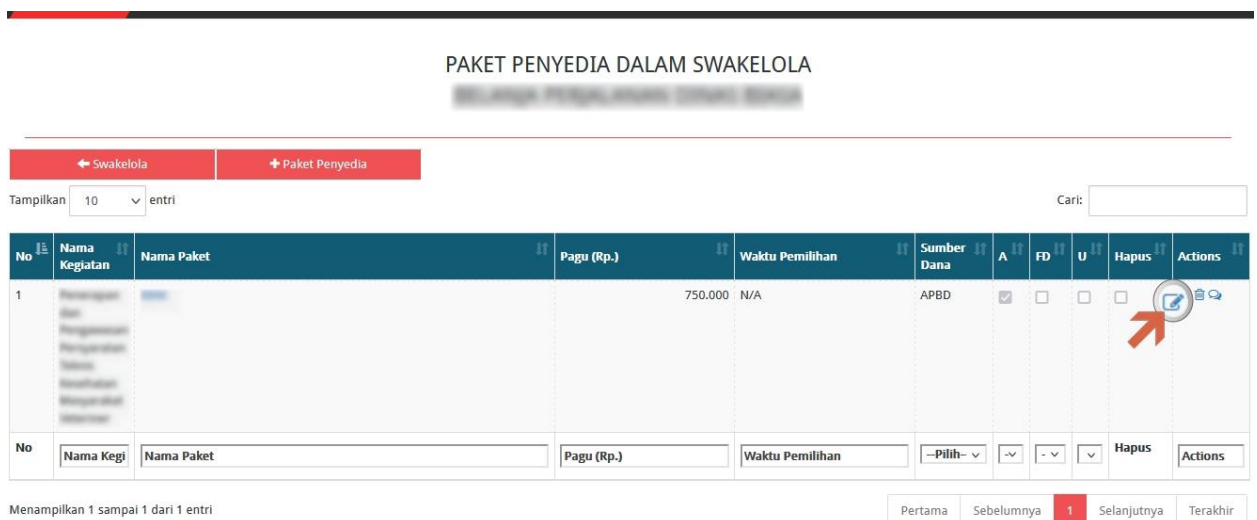 PAKET PENYEDIA DALAM SWAKELOLA
Swakelola
Paket Penyedia
Tampilkan 10 entri
Cari:
No Nama Kegiatan Nama Paket Pagu (Rp.) Waktu Pemilihan Sumber Dana A FD U Hapus Actions
1 750.000 N/A APBD
No Nama Kegi Nama Paket Pagu (Rp.) Waktu Pemilihan --Pilih-- - - Hapus Actions
Menampilkan 1 sampai 1 dari 1 entri
Pertama Sebelumnya 1 Selanjutnya Terakhir